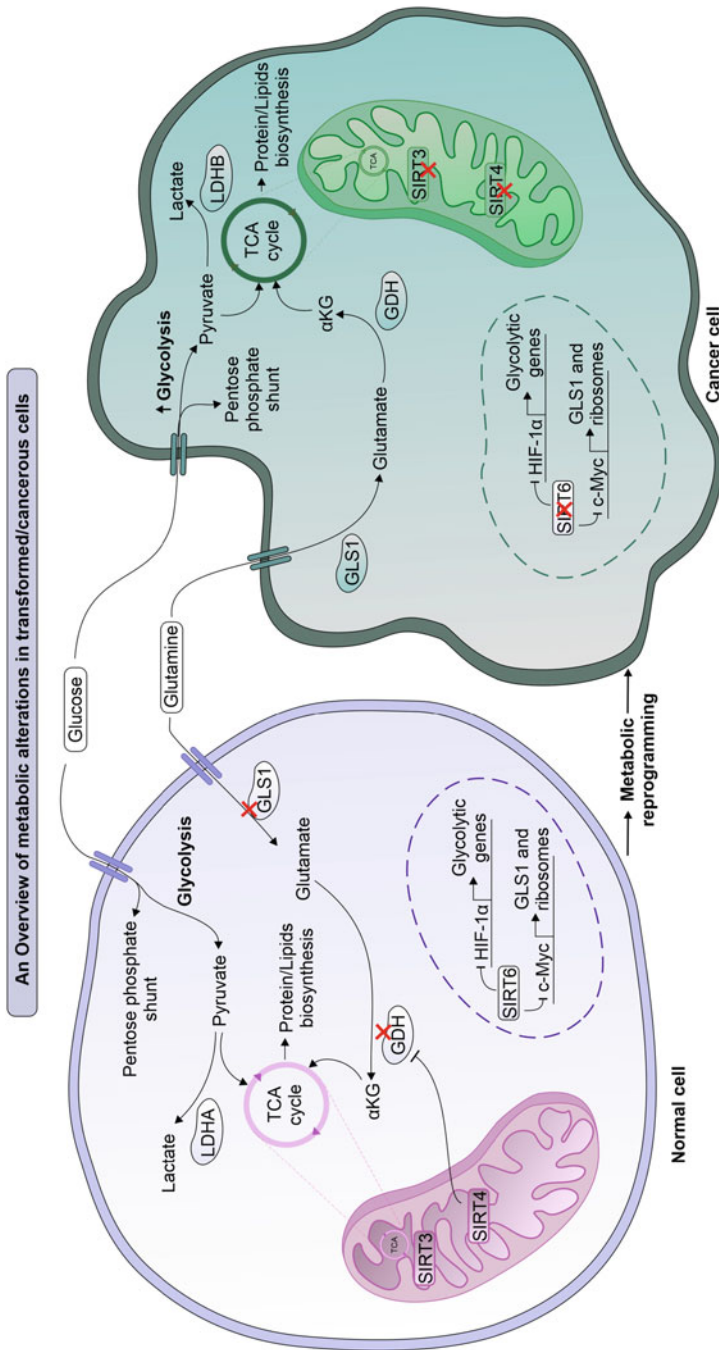 An Overview of metabolic alterations in transformed/cancerous cells
Glucose
Glutamine
Pentose phosphate
shunt
Glycolysis
GLS1
Lactate
LDHA
Pyruvate
Glutamate
TCA
cycle
Protein/Lipids
biosynthesis
αKG
GDH
TCA
SIRT3
SIRT4
SIRT6
HIF-1α
Glycolytic
genes
c-Myc
GLS1 and
ribosomes
Normal cell
Metabolic
reprogramming
Glycolysis
Pentose
phosphate
shunt
Pyruvate
Lactate
LDHB
TCA
cycle
Protein/Lipids
biosynthesis
GLS1
Glutamate
αKG
GDH
TCA
SIRT3
SIRT4
SIRT6
HIF-1α
Glycolytic
genes
c-Myc
GLS1 and
ribosomes
Cancer cell